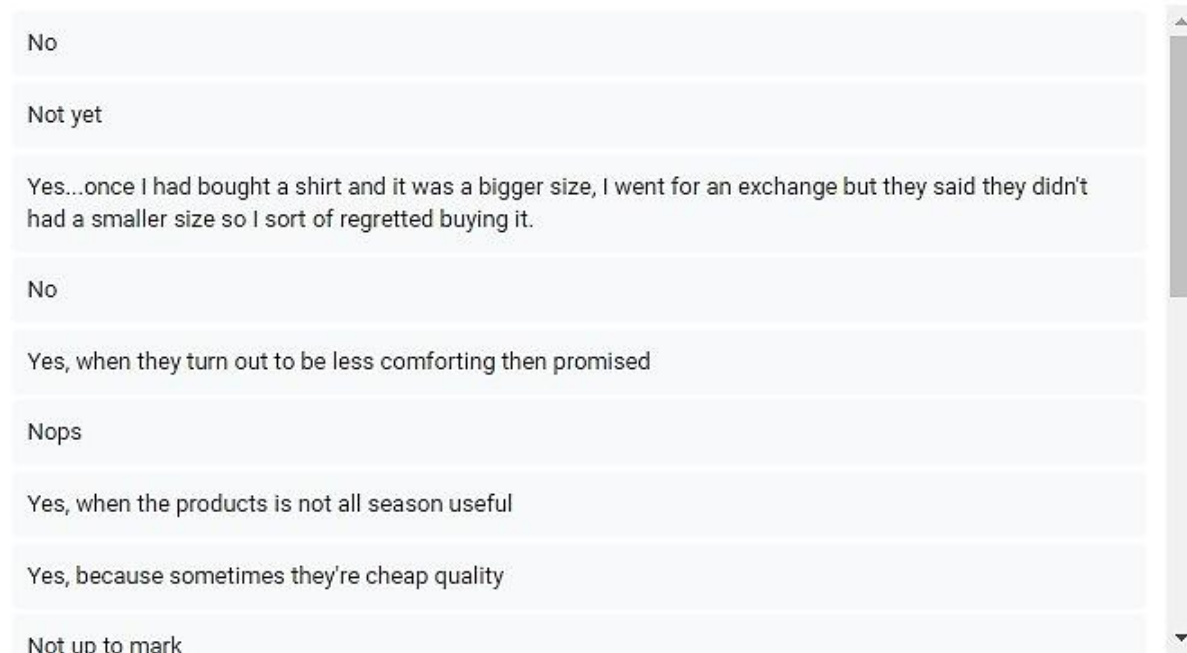 No
Not yet
Yes...once I had bought a shirt and it was a bigger size, I went for an exchange but they said they didn't
had a smaller size so I sort of regretted buying it.
No
Yes, when they turn out to be less comforting then promised
Nops
Yes, when the products is not all season useful
Yes, because sometimes they're cheap quality
Not up to mark